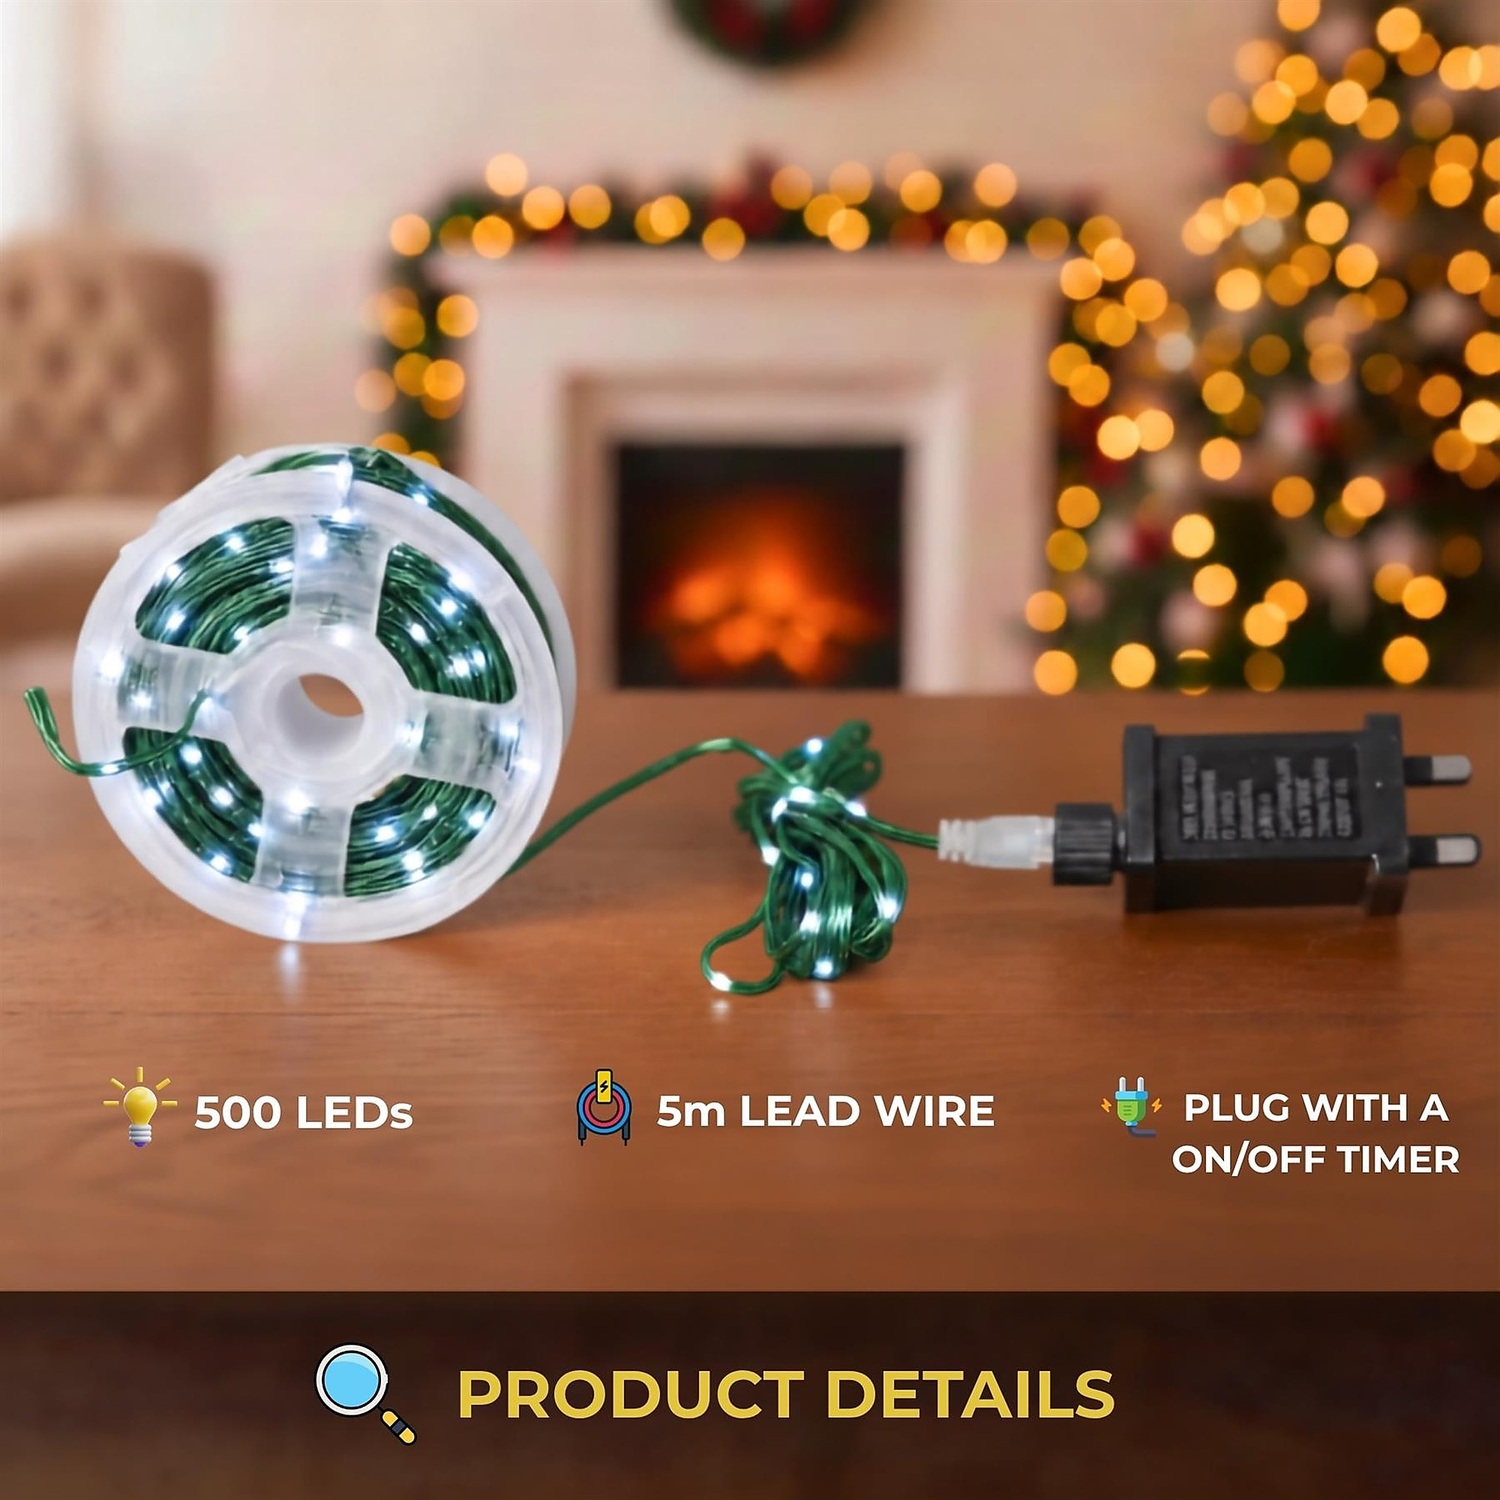 500 LEDs
5m LEAD WIRE
PLUG WITH A
ON/OFF TIMER
PRODUCT DETAILS